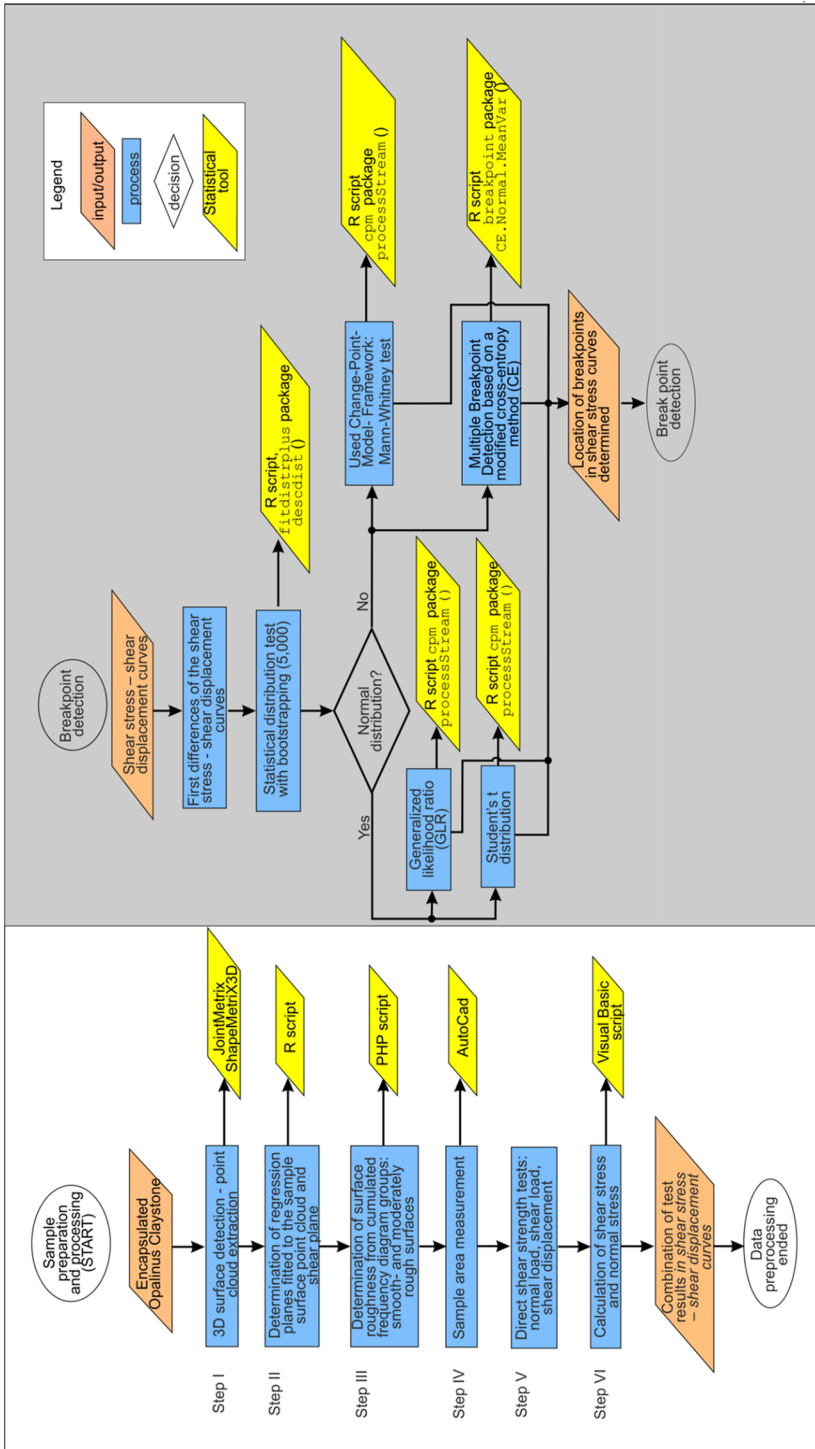 Sample
preparation
and processing
(START)
Encapsulated
Opalinus Claystone
Step I
3D surface detection - point
cloud extraction
JointMetrix
ShapeMetriX3D
Step II
Determination of regression
planes fitted to the sample
surface point cloud and
shear plane
R script
Step III
Determination of surface
roughness from cumulated
frequency diagram groups:
smooth- and moderately
rough surfaces
PHP script
Step IV
Sample area measurement
AutoCad
Step V
Direct shear strength tests:
normal load, shear load,
shear displacement
Step VI
Calculation of shear stress
and normal stress
Visual Basic
script
Combination of test
results in shear stress
– shear displacement
curves
Data
preprocessing
ended
Breakpoint
detection
Shear stress – shear
displacement curves
First differences of the shear
stress - shear displacement
curves
Statistical distribution test
with bootstrapping (5,000)
R script,
fitdistrplus package
descdist()
Normal
distribution?
Yes
No
Generalized
likelihood ratio
(GLR)
R script cpm package
processStream ()
Student's t
distribution
R script cpm package
processStream ()
Used Change-Point-
Model- Framework:
Mann-Whitney test
R script
cpm package
processStream ()
Multiple Breakpoint
Detection based on a
modified cross-entropy
method (CE)
R script
breakpoint package
CE.Normal.MeanVar ()
Location of breakpoints
in shear stress curves
determined
Break point
detection
Legend
input/output
process
decision
Statistical
tool